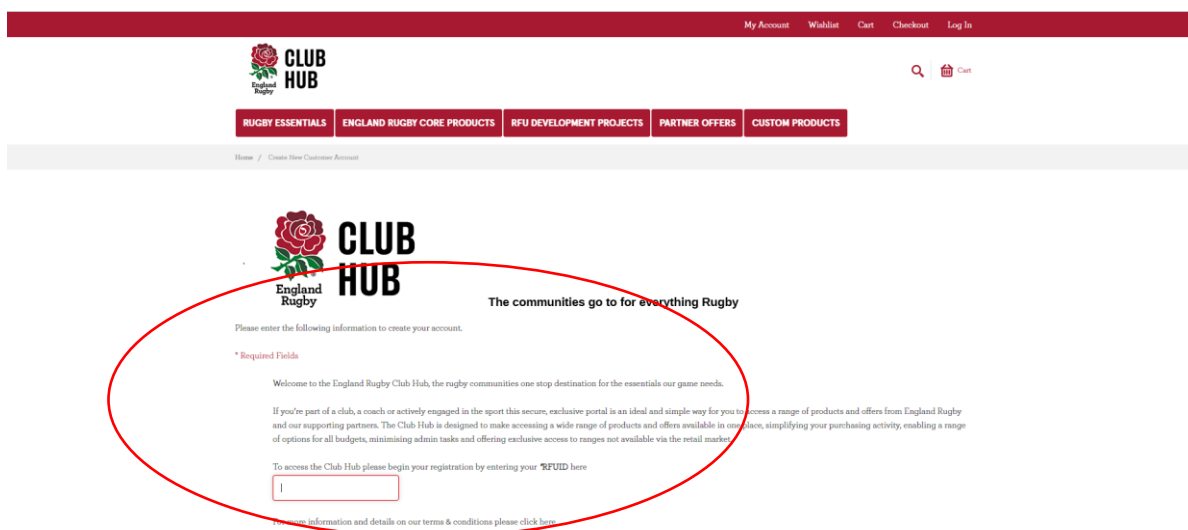 My Account Wishlist Cart Checkout Log In
England
Rugby
CLUB
HUB
Cart
RUGBY ESSENTIALS ENGLAND RUGBY CORE PRODUCTS RFU DEVELOPMENT PROJECTS PARTNER OFFERS CUSTOM PRODUCTS
Home / Create New Customer Account
England
Rugby
CLUB
HUB
The communities go to for everything Rugby
Please enter the following information to create your account.
* Required Fields
Welcome to the England Rugby Club Hub, the rugby communities one stop destination for the essentials our game needs.
If you're part of a club, a coach or actively engaged in the sport this secure, exclusive portal is an ideal and simple way for you to access a range of products and offers from England Rugby
and our supporting partners. The Club Hub is designed to make accessing a wide range of products and offers available in one place, simplifying your purchasing activity, enabling a range
of options for all budgets, minimising admin tasks and offering exclusive access to ranges not available via the retail market.
To access the Club Hub please begin your registration by entering your *RFUID here
For more information and details on our terms & conditions please click here